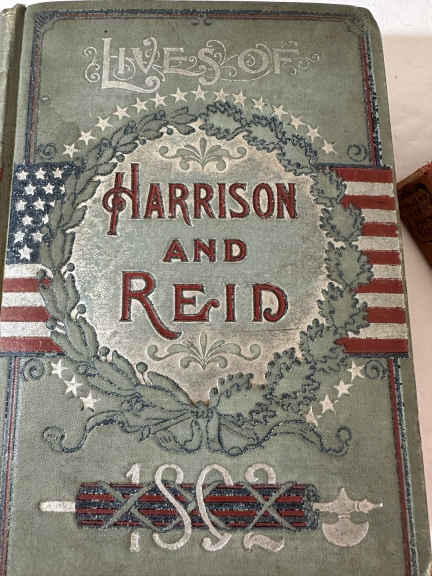 LIVES OF
HARRISON
AND
REID
1892